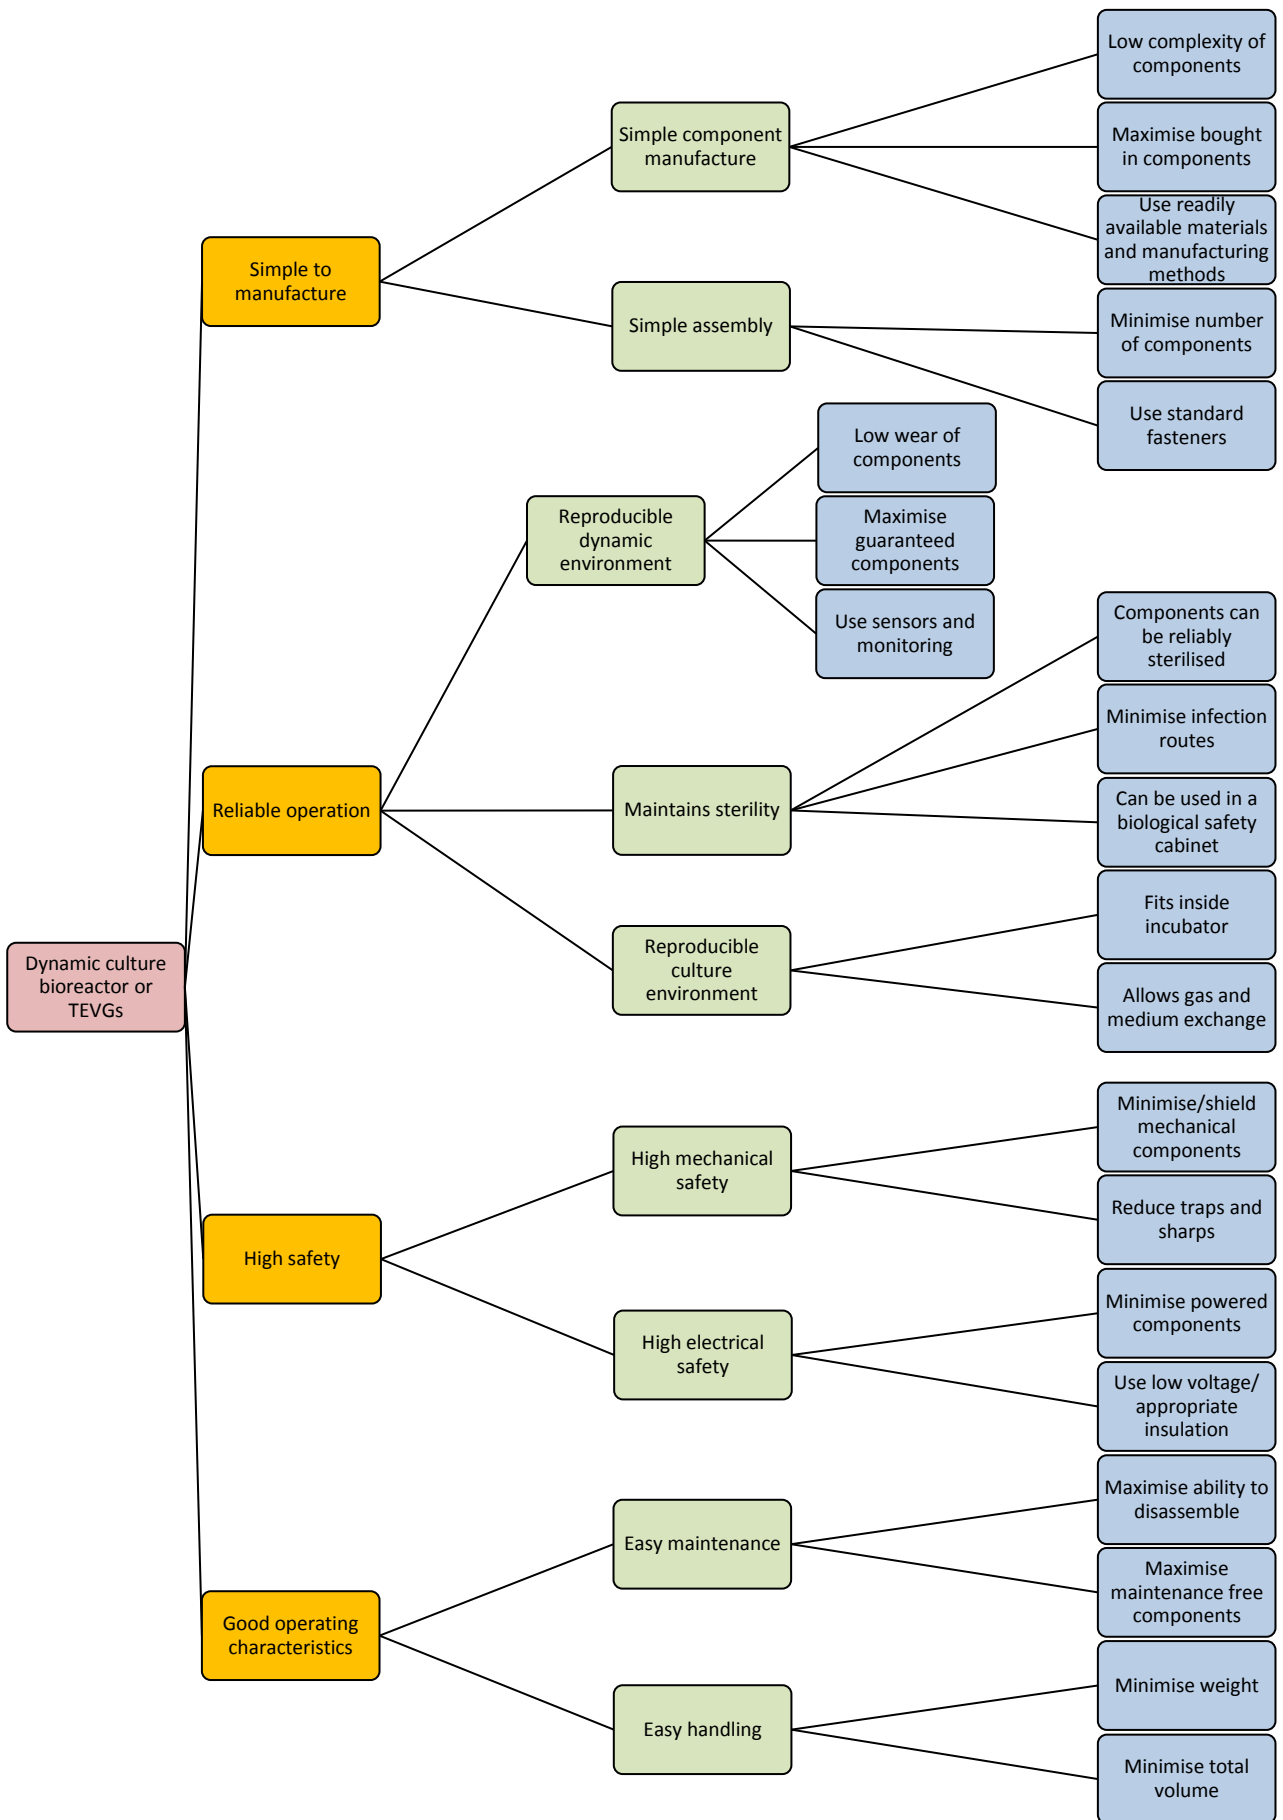 Dynamic culture
bioreactor or
TEVGs
Simple to
manufacture
Simple component
manufacture
Low complexity of
components
Maximise bought
in components
Use readily
available materials
and manufacturing
methods
Simple assembly
Minimise number
of components
Use standard
fasteners
Reliable operation
Reproducible
dynamic
environment
Low wear of
components
Maximise
guaranteed
components
Use sensors and
monitoring
Maintains sterility
Components can
be reliably
sterilised
Minimise infection
routes
Can be used in a
biological safety
cabinet
Reproducible
culture
environment
Fits inside
incubator
Allows gas and
medium exchange
High safety
High mechanical
safety
Minimise/shield
mechanical
components
Reduce traps and
sharps
High electrical
safety
Minimise powered
components
Use low voltage/
appropriate
insulation
Good operating
characteristics
Easy maintenance
Maximise ability to
disassemble
Maximise
maintenance free
components
Easy handling
Minimise weight
Minimise total
volume